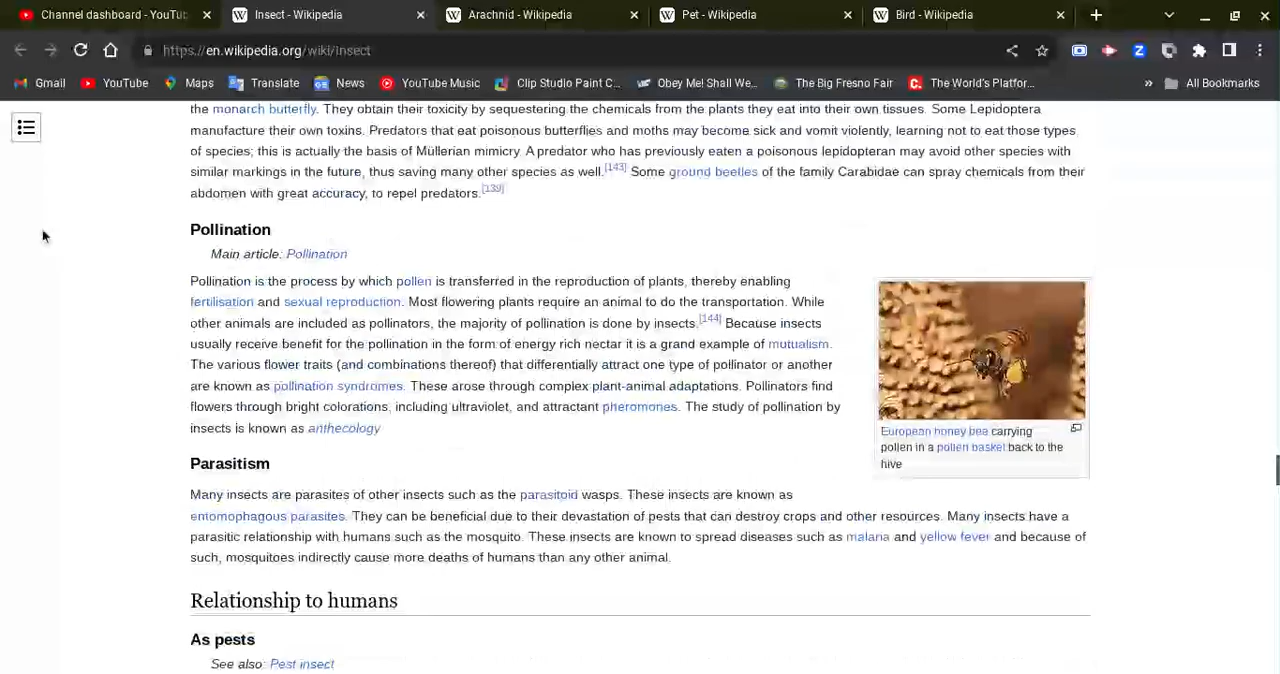 Channel dashboard - YouTu
Insect - Wikipedia
Arachnid - Wikipedia
Pet - Wikipedia
Bird - Wikipedia
https://en.wikipedia.org/wiki/Insect
Gmail YouTube Maps Translate News YouTube Music Clip Studio Paint C... Obey Me! Shall We... The Big Fresno Fair The World's Platfor... » All Bookmarks
the monarch butterfly. They obtain their toxicity by sequestering the chemicals from the plants they eat into their own tissues. Some Lepidoptera
manufacture their own toxins. Predators that eat poisonous butterflies and moths may become sick and vomit violently, learning not to eat those types
of species; this is actually the basis of Müllerian mimicry. A predator who has previously eaten a poisonous lepidopteran may avoid other species with
similar markings in the future, thus saving many other species as well.[143] Some ground beetles of the family Carabidae can spray chemicals from their
abdomen with great accuracy, to repel predators.[139]
Pollination
Main article: Pollination
Pollination is the process by which pollen is transferred in the reproduction of plants, thereby enabling
fertilisation and sexual reproduction. Most flowering plants require an animal to do the transportation. While
other animals are included as pollinators, the majority of pollination is done by insects.[144] Because insects
usually receive benefit for the pollination in the form of energy rich nectar it is a grand example of mutualism.
The various flower traits (and combinations thereof) that differentially attract one type of pollinator or another
are known as pollination syndromes. These arose through complex plant-animal adaptations. Pollinators find
flowers through bright colorations, including ultraviolet, and attractant pheromones. The study of pollination by
insects is known as anthecology
European honey bee carrying
pollen in a pollen basket back to the
hive
Parasitism
Many insects are parasites of other insects such as the parasitoid wasps. These insects are known as
entomophagous parasites. They can be beneficial due to their devastation of pests that can destroy crops and other resources. Many insects have a
parasitic relationship with humans such as the mosquito. These insects are known to spread diseases such as malaria and yellow fever and because of
such, mosquitoes indirectly cause more deaths of humans than any other animal.
Relationship to humans
As pests
See also: Pest insect